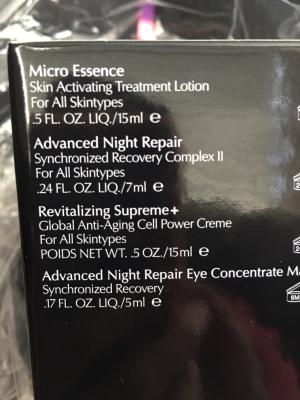 Micro Essence
Skin Activating Treatment Lotion
For All Skintypes
.5 FL. OZ. LIQ./15ml ℮
Advanced Night Repair
Synchronized Recovery Complex II
For All Skintypes
.24 FL. OZ. LIQ./7ml ℮
Revitalizing Supreme+
Global Anti-Aging Cell Power Creme
For All Skintypes
POIDS NET WT. .5 OZ./15ml ℮
Advanced Night Repair Eye Concentrate Ma
Synchronized Recovery
.17 FL. OZ. LIQ./5ml ℮
6M